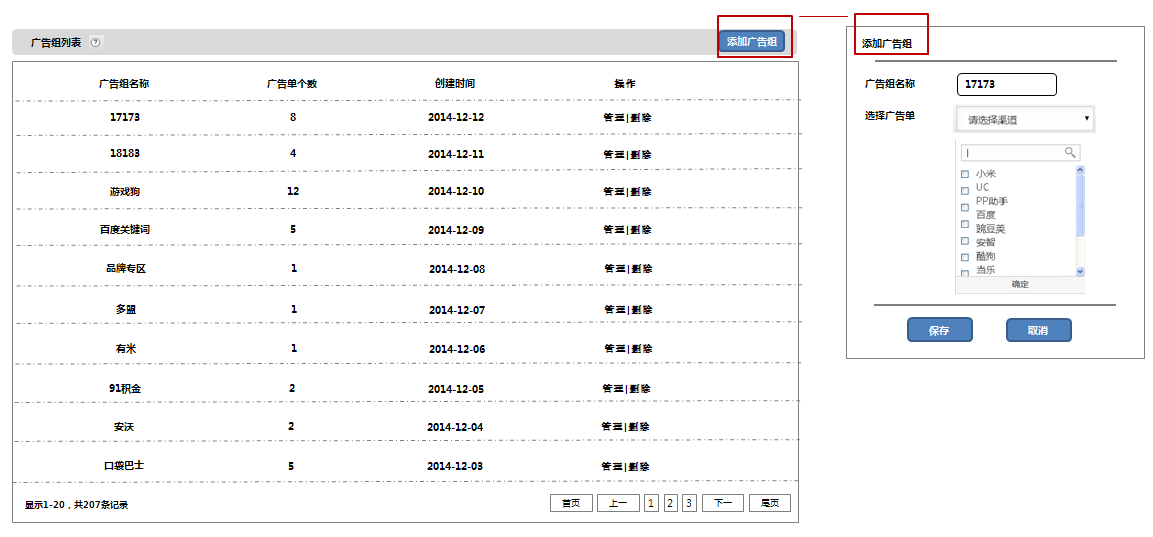 广告组列表 ?
添加广告组
广告组名称 广告单个数 创建时间 操作
17173 8 2014-12-12 管理|删除
18183 4 2014-12-11 管理|删除
游戏狗 12 2014-12-10 管理|删除
百度关键词 5 2014-12-09 管理|删除
品牌专区 1 2014-12-08 管理|删除
多盟 1 2014-12-07 管理|删除
有米 1 2014-12-06 管理|删除
91积金 2 2014-12-05 管理|删除
安沃 2 2014-12-04 管理|删除
口袋巴士 5 2014-12-03 管理|删除
显示1-20，共207条记录
首页 上一 1 2 3 下一 尾页
添加广告组
广告组名称 17173
选择广告单 请选择渠道
小米
UC
PP助手
百度
豌豆荚
安智
酷狗
当乐
确定
保存 取消